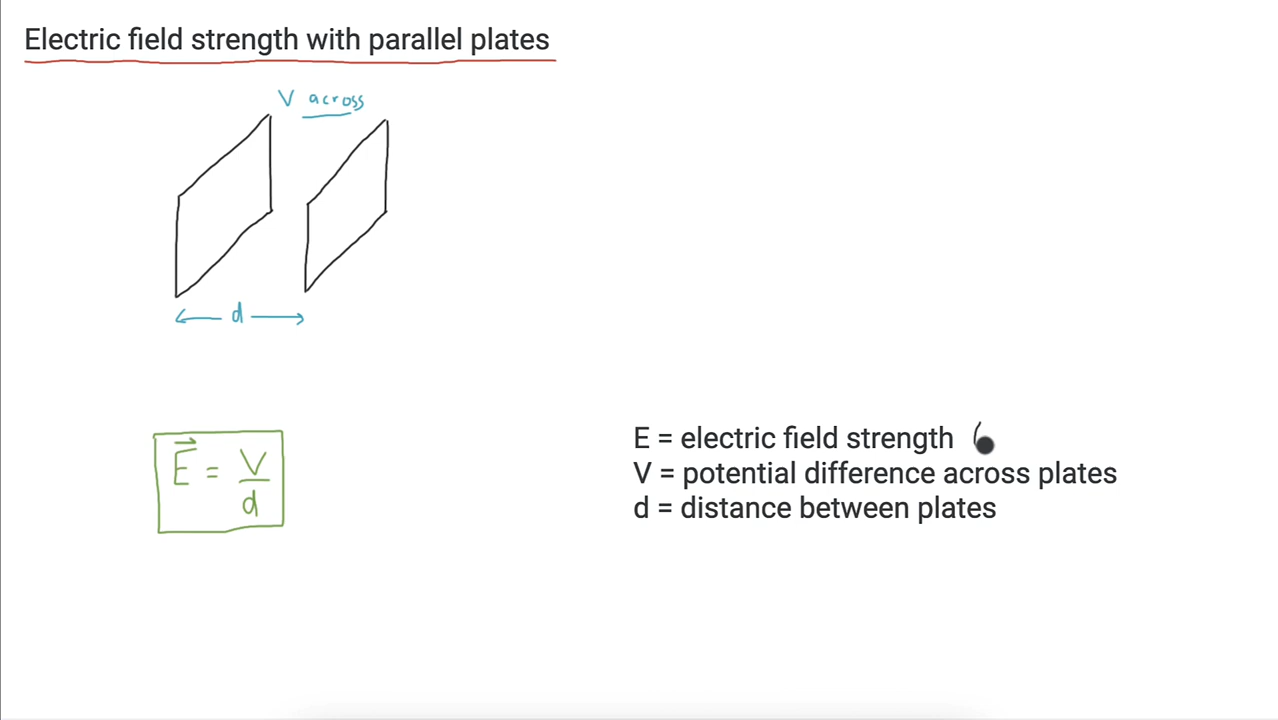 Electric field strength with parallel plates
V across
d
E = V/d
E = electric field strength (
V = potential difference across plates
d = distance between plates